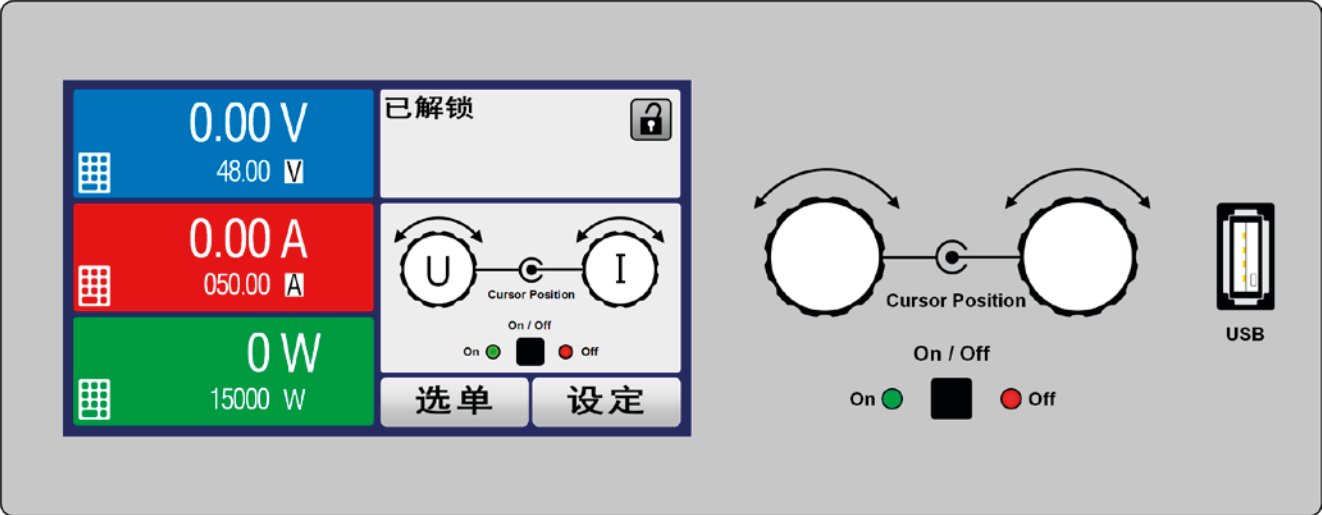 0.00 V
48.00 V
0.00 A
050.00 A
0 W
15000 W
已解锁
U I
Cursor Position
On / Off
On Off
选单 设定
Cursor Position
On / Off
On Off
USB